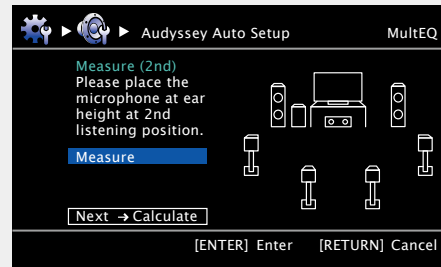 Audyssey Auto Setup MultEQ
Measure (2nd)
Please place the
microphone at ear
height at 2nd
listening position.
Measure
Next → Calculate
[ENTER] Enter [RETURN] Cancel